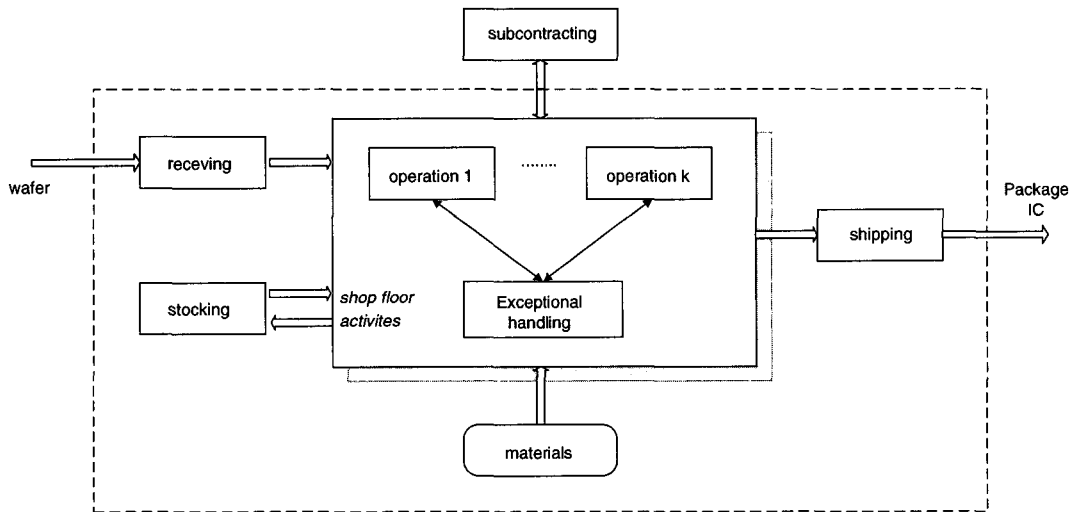 subcontracting
receving
wafer
operation 1
........
operation k
Package
IC
shipping
stocking
shop floor
activites
Exceptional
handling
materials